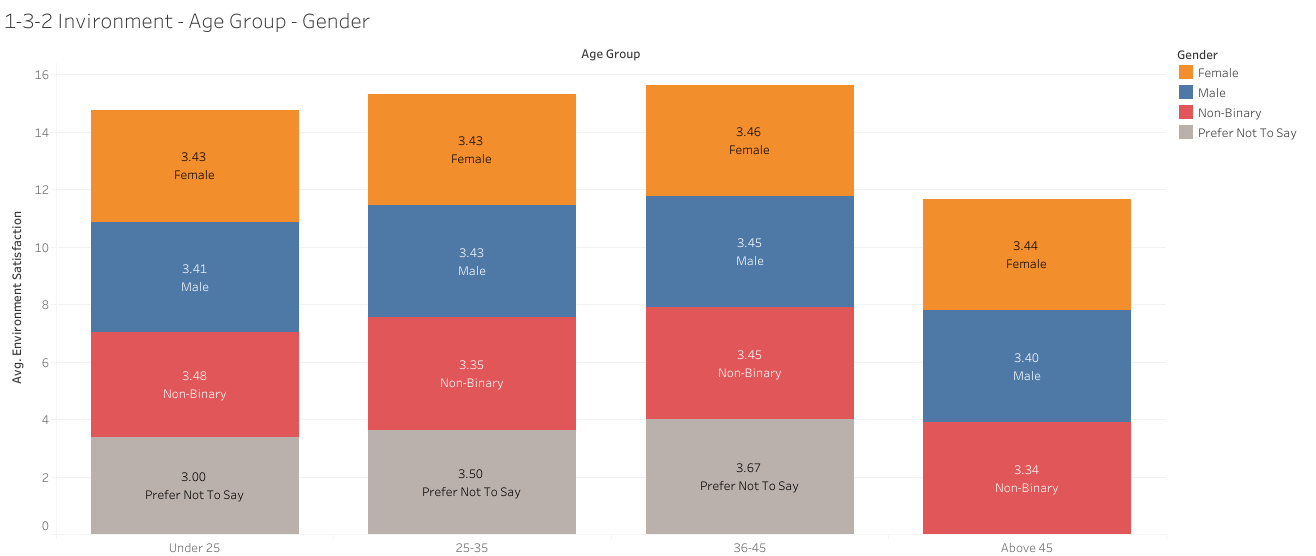 1-3-2 Invironment - Age Group - Gender
Age Group
Gender
Female
Male
Non-Binary
Prefer Not To Say
Avg. Environment Satisfaction
16
14
12
10
8
6
4
2
0
3.43
Female
3.41
Male
3.48
Non-Binary
3.00
Prefer Not To Say
3.43
Female
3.43
Male
3.35
Non-Binary
3.50
Prefer Not To Say
3.46
Female
3.45
Male
3.45
Non-Binary
3.67
Prefer Not To Say
3.44
Female
3.40
Male
3.34
Non-Binary
Under 25
25-35
36-45
Above 45